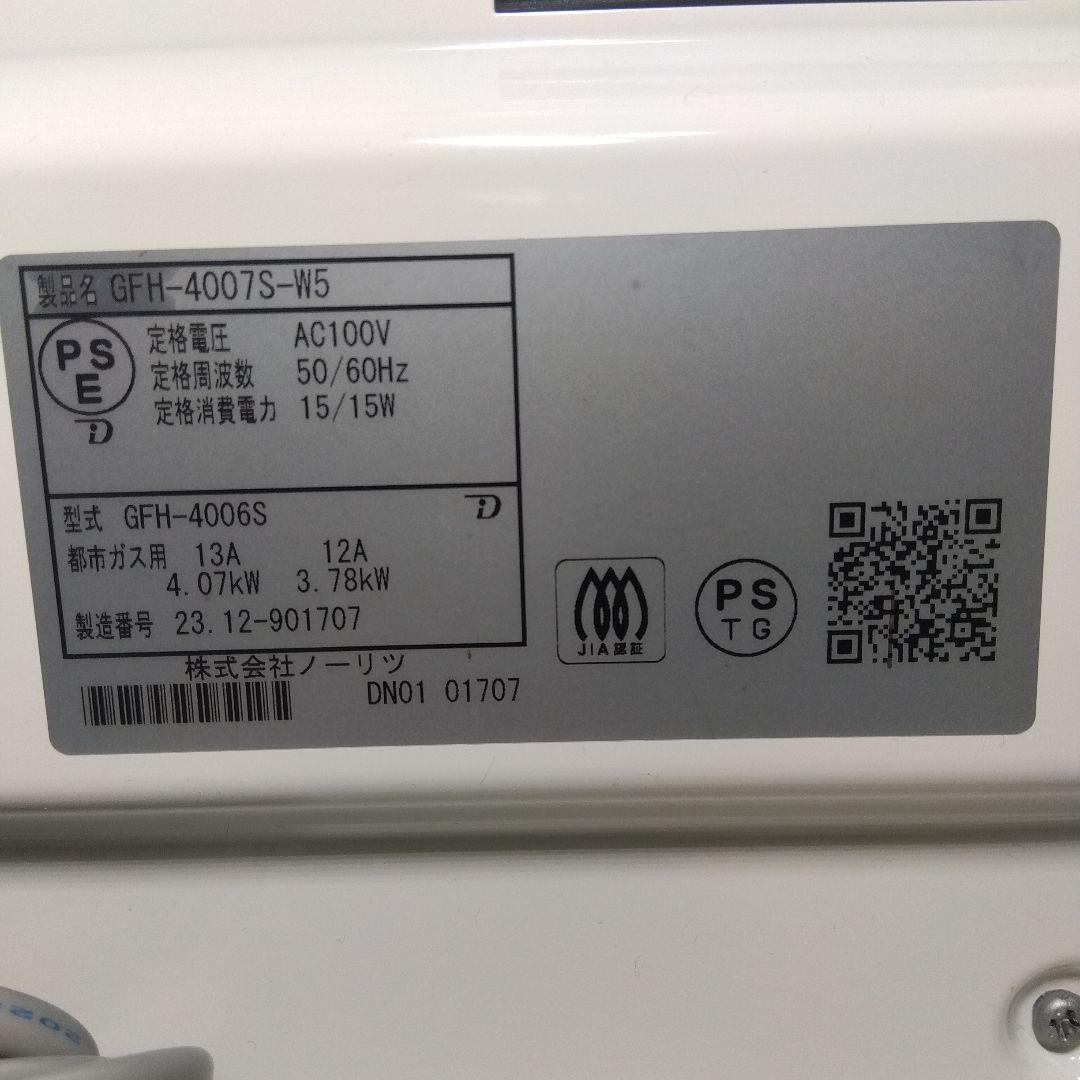 製品名 GFH-4007S-W5
PS
E
定格電圧 AC100V
定格周波数 50/60Hz
定格消費電力 15/15W
型式 GFH-4006S
都市ガス用 13A 12A
4.07kW 3.78kW
製造番号 23.12-901707
株式会社ノーリツ
DN01 01707
JIA認証
PS
TG